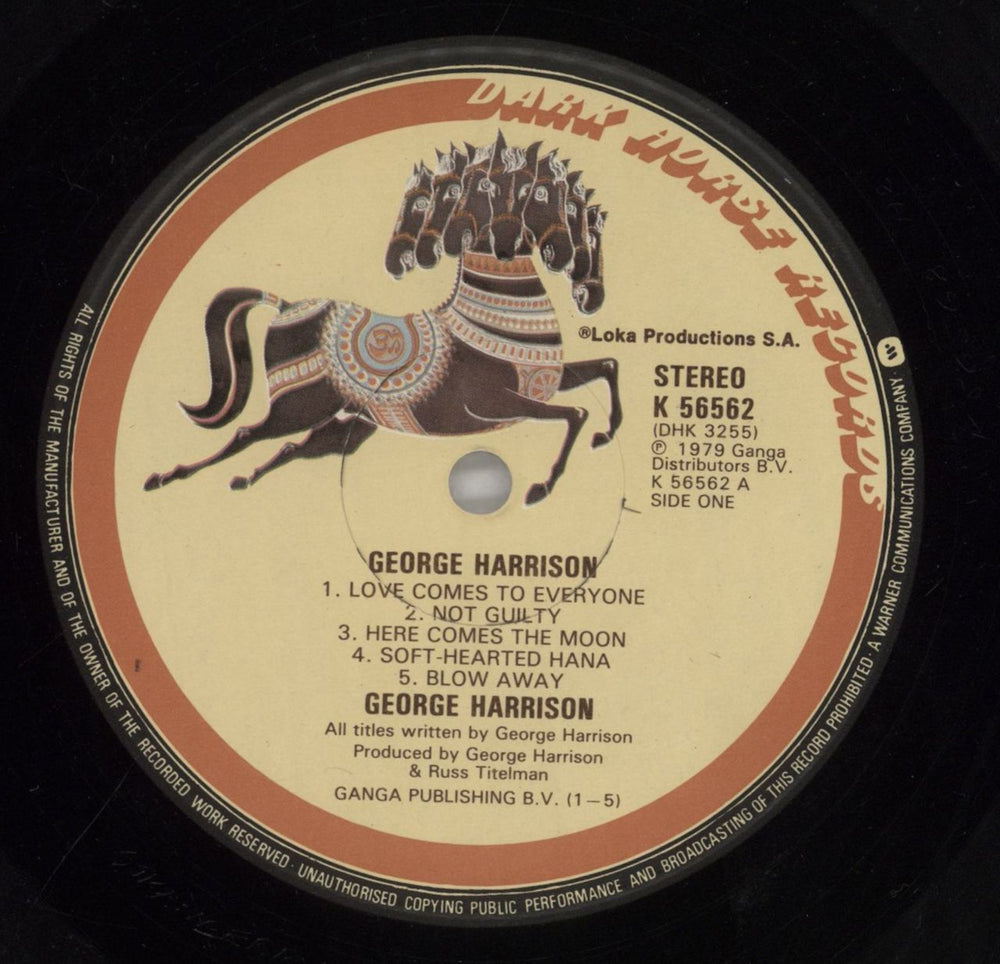 DARK HORSE RECORDS
®Loka Productions S.A.
STEREO
K 56562
(DHK 3255)
℗ 1979 Ganga
Distributors B.V.
K 56562 A
SIDE ONE
GEORGE HARRISON
1. LOVE COMES TO EVERYONE
2. NOT GUILTY
3. HERE COMES THE MOON
4. SOFT-HEARTED HANA
5. BLOW AWAY
GEORGE HARRISON
All titles written by George Harrison
Produced by George Harrison
& Russ Titelman
GANGA PUBLISHING B.V. (1–5)
ALL RIGHTS OF THE MANUFACTURER AND OF THE OWNER OF THE RECORDED WORK RESERVED · UNAUTHORISED COPYING PUBLIC PERFORMANCE AND BROADCASTING OF THIS RECORD PROHIBITED · A WARNER COMMUNICATIONS COMPANY ·